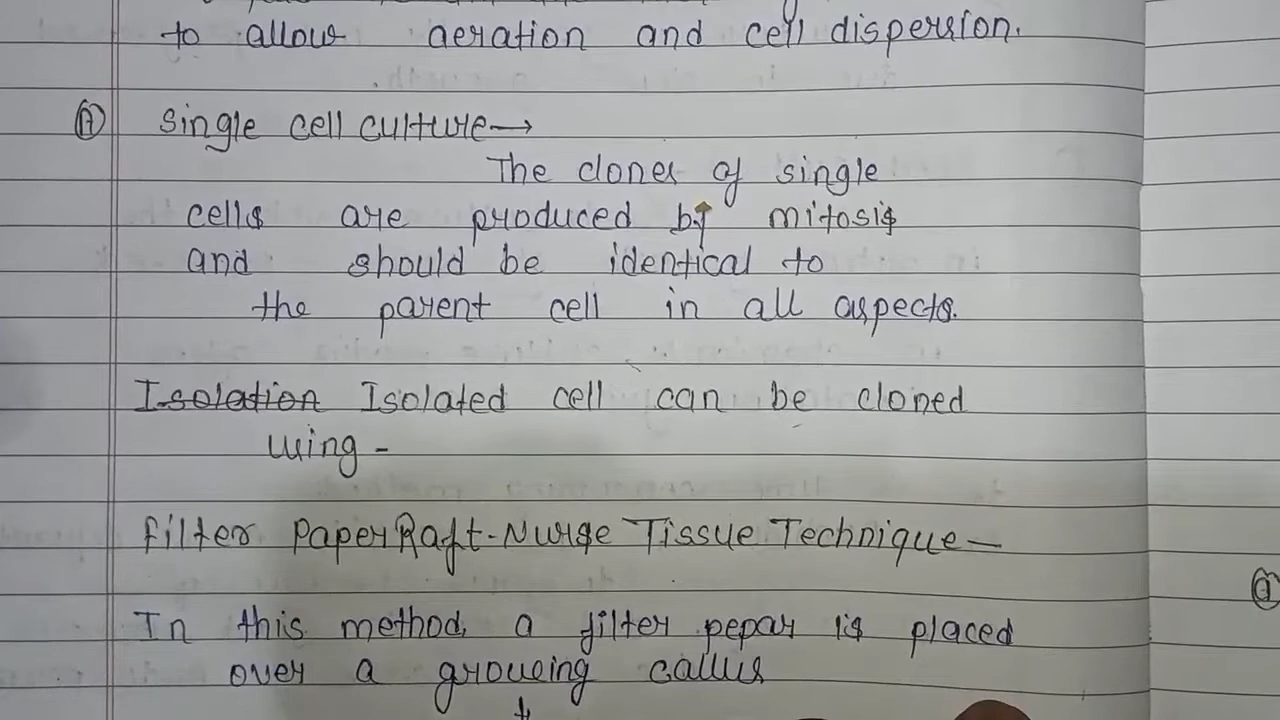 to allow aeration and cell dispersion.
Ⓐ Single cell culture→
The clones of single
cells are produced by mitosis
and should be identical to
the parent cell in all aspects.
Isolation Isolated cell can be cloned
using -
Filter Paper Raft-Nurse Tissue Technique—
In this method, a filter pepar is placed
over a groweing callus